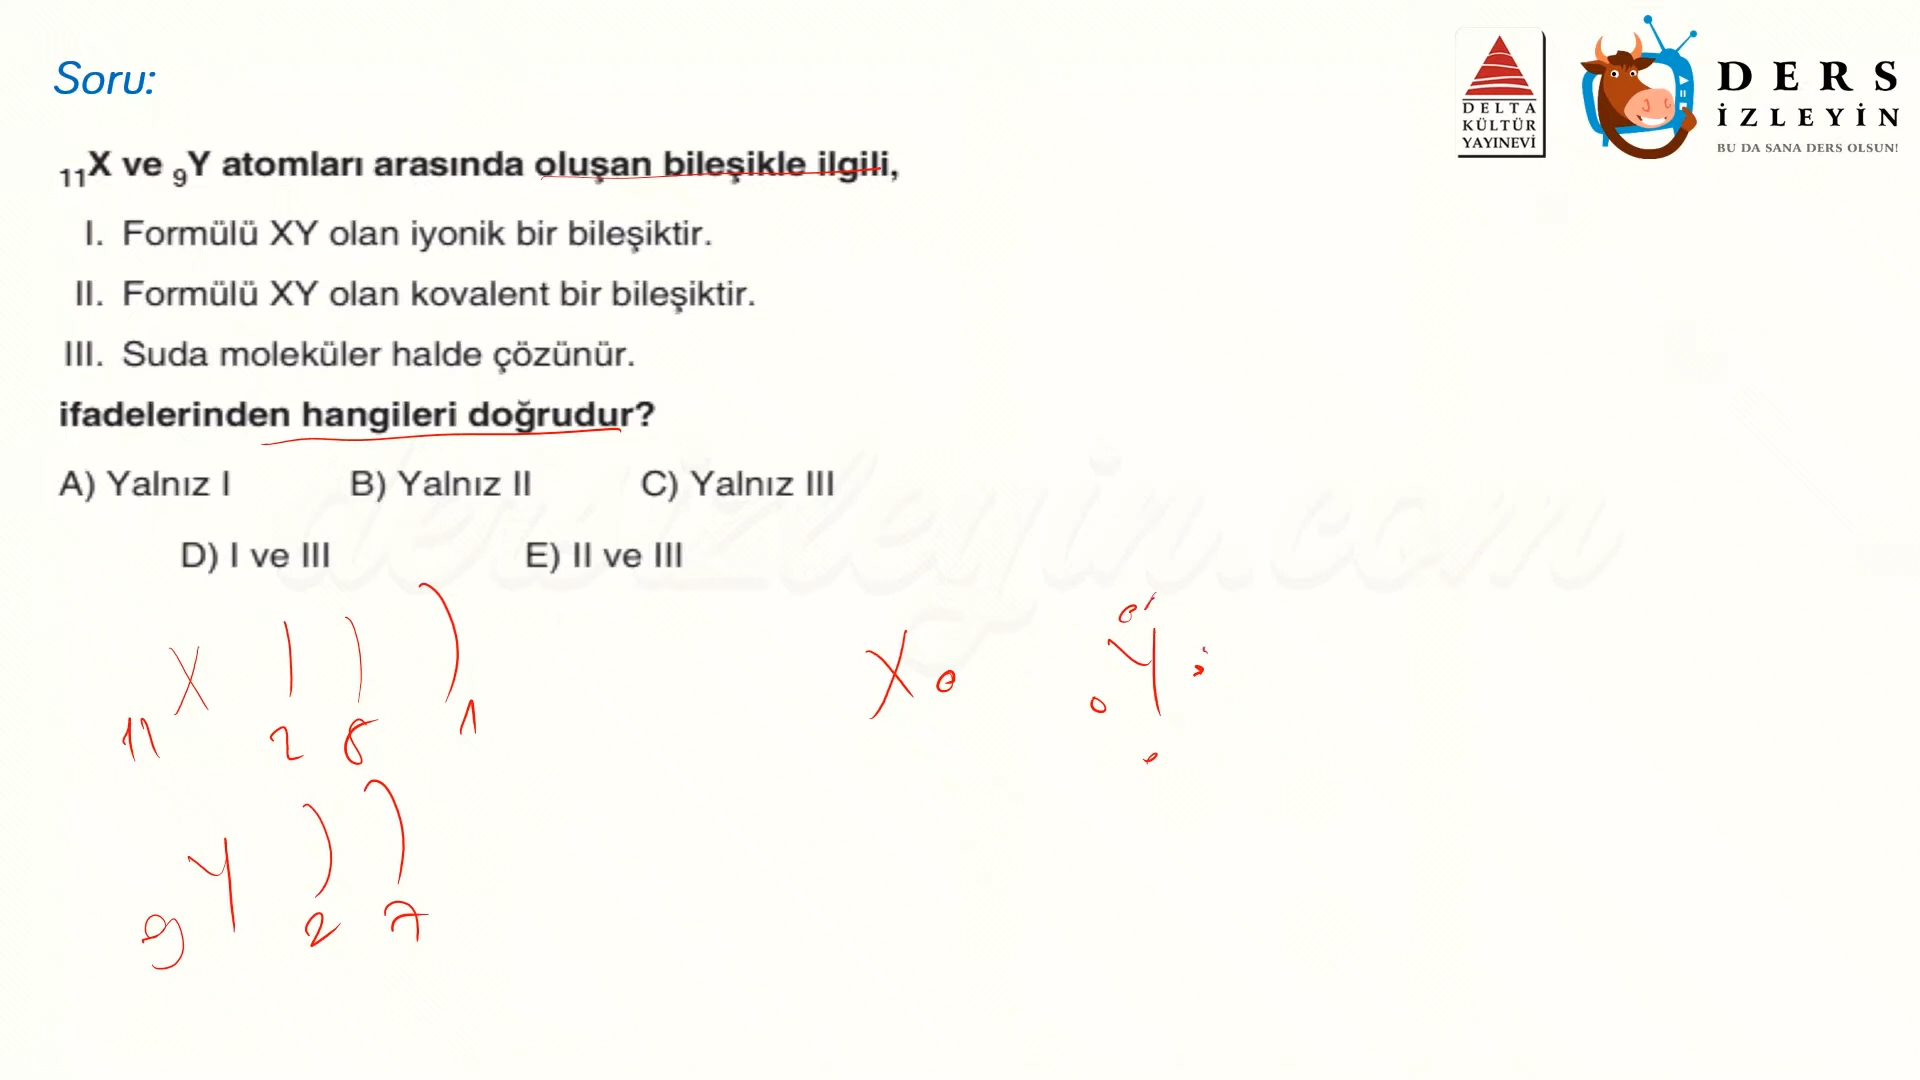 Soru:
DELTA
KÜLTÜR
YAYINEVİ
DERS
İZLEYİN
BU DA SANA DERS OLSUN!
₁₁X ve ₉Y atomları arasında oluşan bileşikle ilgili,
I. Formülü XY olan iyonik bir bileşiktir.
II. Formülü XY olan kovalent bir bileşiktir.
III. Suda moleküler halde çözünür.
ifadelerinden hangileri doğrudur?
A) Yalnız I B) Yalnız II C) Yalnız III
D) I ve III E) II ve III
dersizleyin.com
11 X ) ) )
2 8 1
X Y
9 Y ) )
2 7